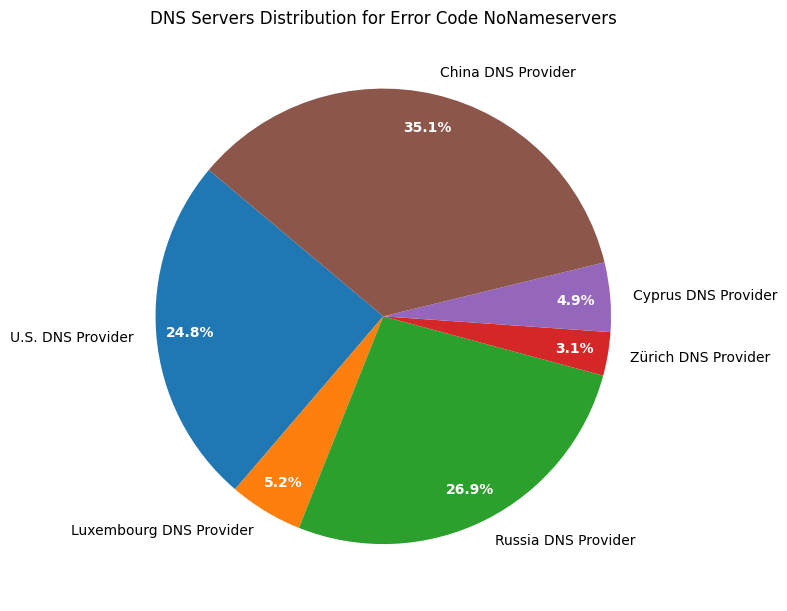 DNS Servers Distribution for Error Code NoNameservers
China DNS Provider
35.1%
Cyprus DNS Provider
4.9%
U.S. DNS Provider
24.8%
3.1%
Zürich DNS Provider
5.2%
26.9%
Luxembourg DNS Provider
Russia DNS Provider